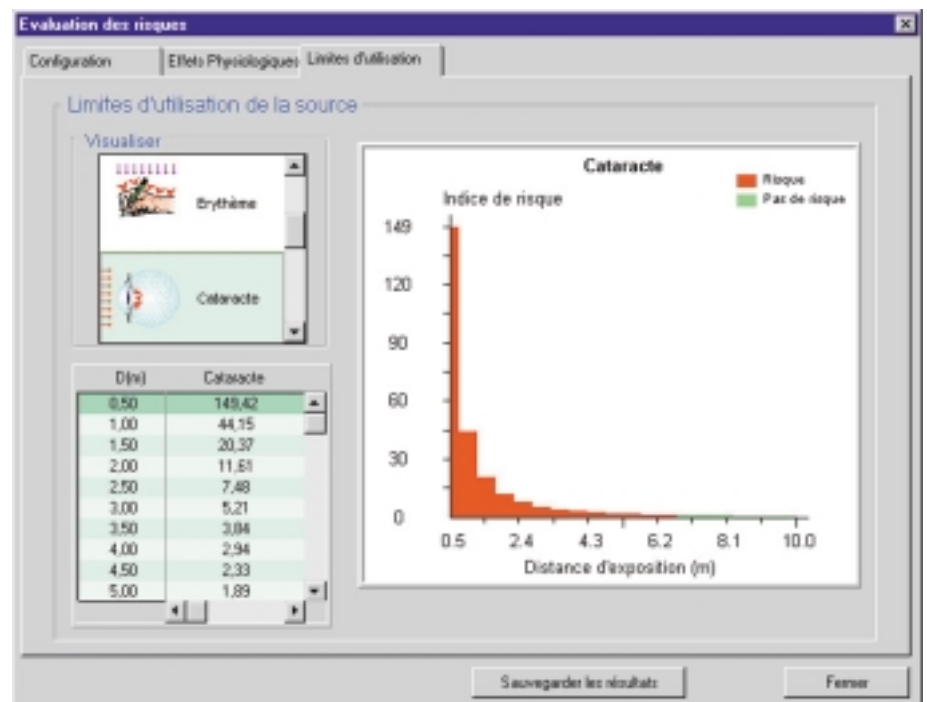 Evaluation des risques
Configuration
Effets Physiologiques
Limites d'utilisation
Limites d'utilisation de la source
Visualiser
Erythème
Cataracte
D(m) Cataracte
0,50 149,42
1,00 44,15
1,50 20,37
2,00 11,61
2,50 7,48
3,00 5,21
3,50 3,84
4,00 2,94
4,50 2,33
5,00 1,89
Cataracte
Risque
Pas de risque
Indice de risque
149
120
90
60
30
0
0.5 2.4 4.3 6.2 8.1 10.0
Distance d'exposition (m)
Sauvegarder les résultats
Fermer